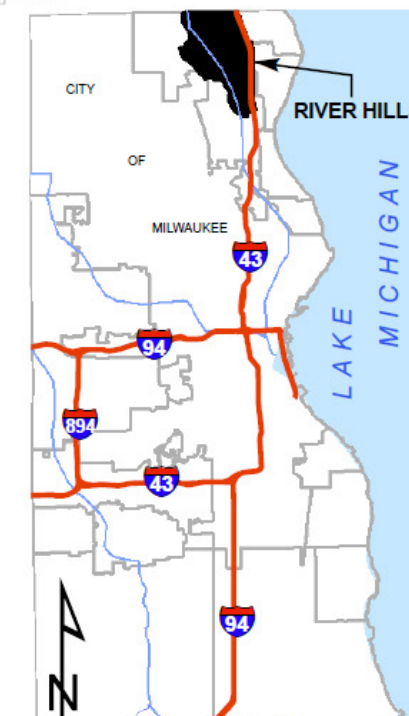 CITY
OF
MILWAUKEE
RIVER HILL
43
LAKE
MICHIGAN
94
894
43
94
N